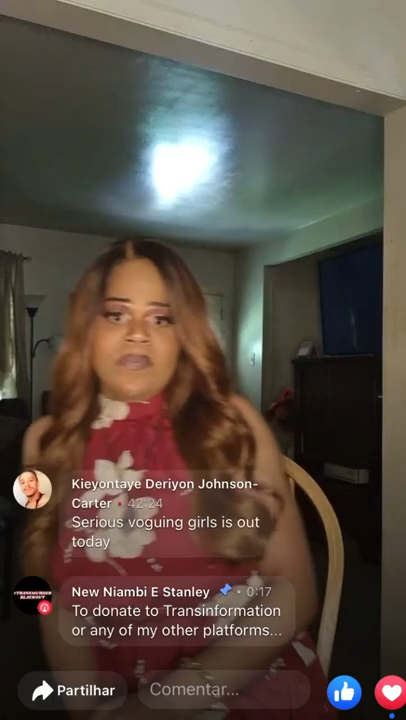 Kieyontaye Deriyon Johnson-
Carter • 42:24
Serious voguing girls is out
today
New Niambi E Stanley • 0:17
To donate to Transinformation
or any of my other platforms...
Partilhar
Comentar...